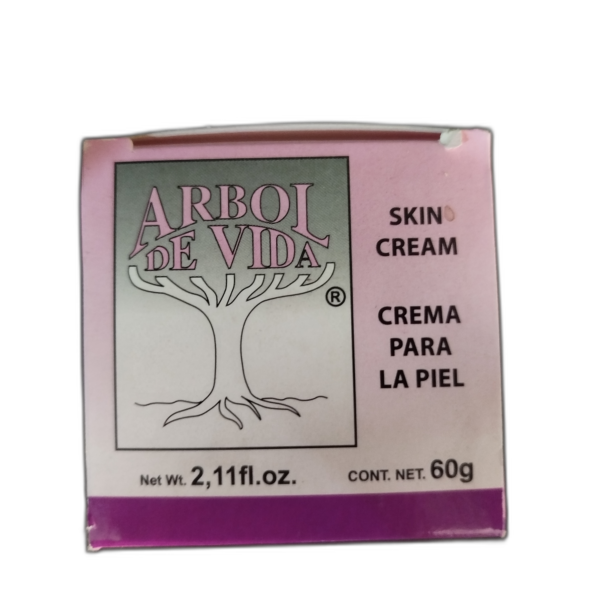 ARBOL
DE VIDA
®
SKIN
CREAM
CREMA
PARA
LA PIEL
Net Wt. 2,11fl.oz.
CONT. NET. 60g